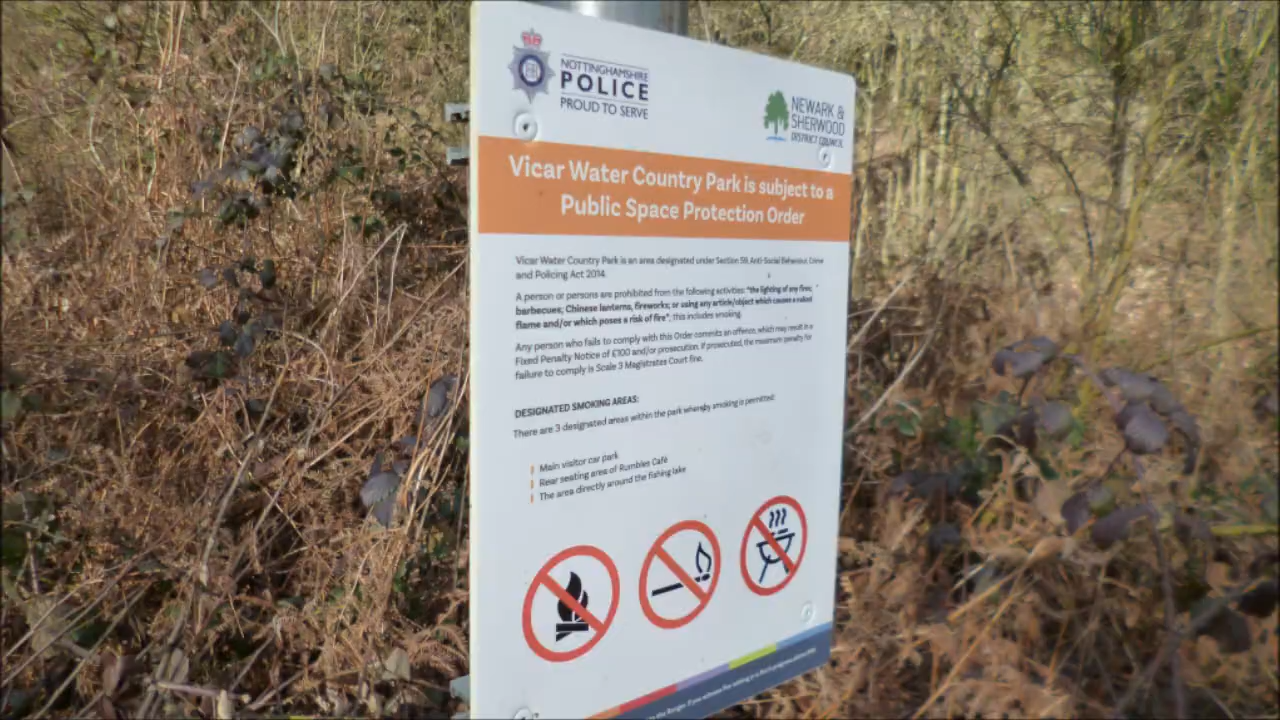 NOTTINGHAMSHIRE
POLICE
PROUD TO SERVE
NEWARK &
SHERWOOD
DISTRICT COUNCIL
Vicar Water Country Park is subject to a
Public Space Protection Order
Vicar Water Country Park is an area designated under Section 59, Anti-Social Behaviour, Crime
and Policing Act 2014.
A person or persons are prohibited from the following activities: "the lighting of any fires;
barbecues; Chinese lanterns, fireworks; or using any article/object which causes a naked
flame and/or which poses a risk of fire", this includes smoking.
Any person who fails to comply with this Order commits an offence, which may result in a
Fixed Penalty Notice of £100 and/or prosecution. If prosecuted, the maximum penalty for
failure to comply is Scale 3 Magistrates Court fine.
DESIGNATED SMOKING AREAS:
There are 3 designated areas within the park whereby smoking is permitted:
Main visitor car park
Rear seating area of Rumbles Café
The area directly around the fishing lake